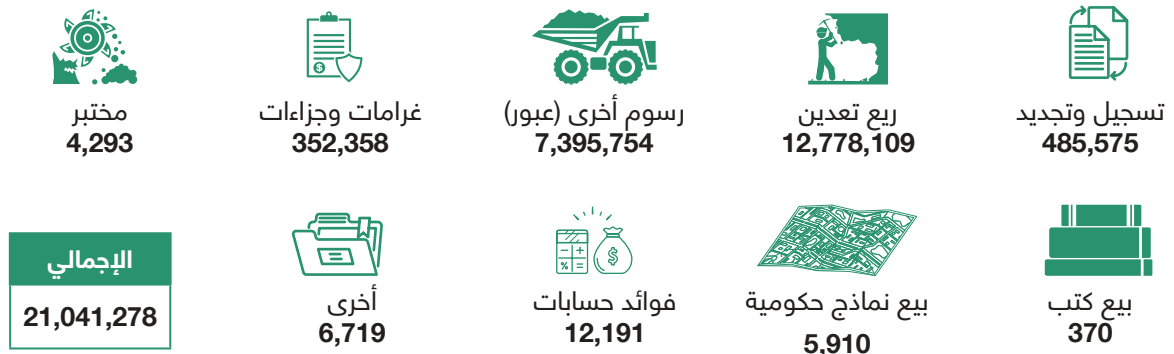 تسجيل وتجديد
485,575
ريع تعدين
12,778,109
رسوم أخرى (عبور)
7,395,754
غرامات وجزاءات
352,358
مختبر
4,293
بيع كتب
370
بيع نماذج حكومية
5,910
فوائد حسابات
12,191
أخرى
6,719
الإجمالي
21,041,278